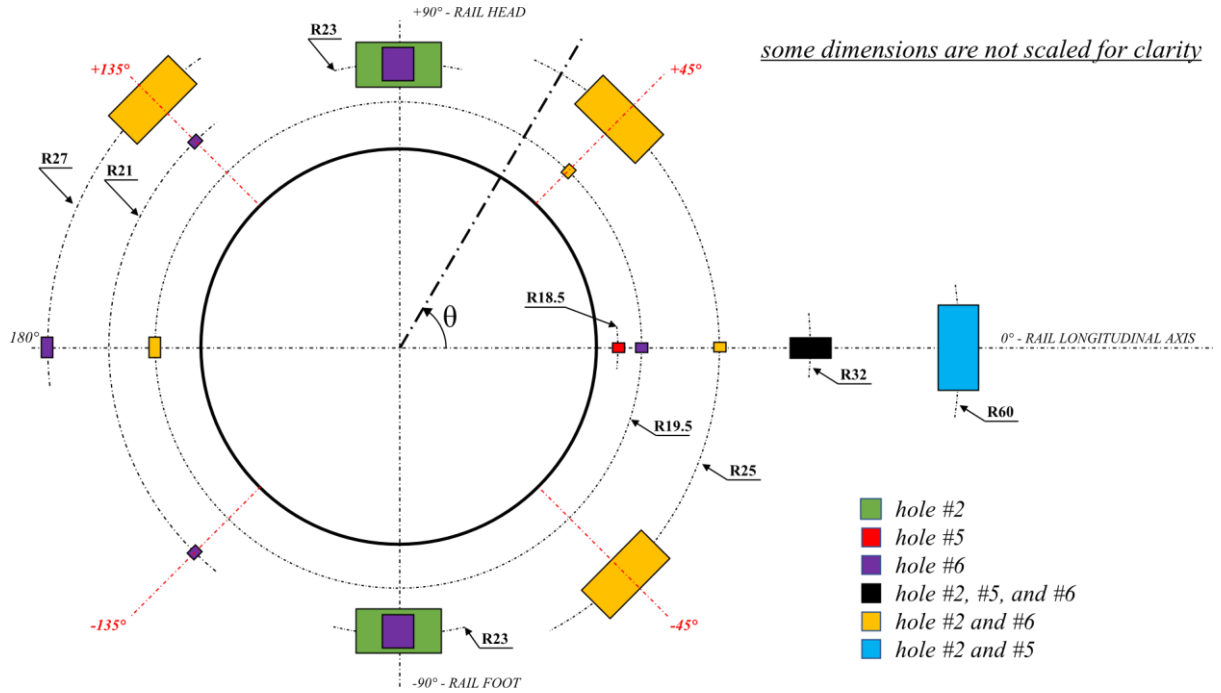 +90° - RAIL HEAD
R23
some dimensions are not scaled for clarity
+135°
+45°
R27
R21
θ
R18.5
180°
0° - RAIL LONGITUDINAL AXIS
R32
R60
R19.5
R25
hole #2
hole #5
hole #6
hole #2, #5, and #6
hole #2 and #6
hole #2 and #5
-135°
-45°
R23
-90° - RAIL FOOT